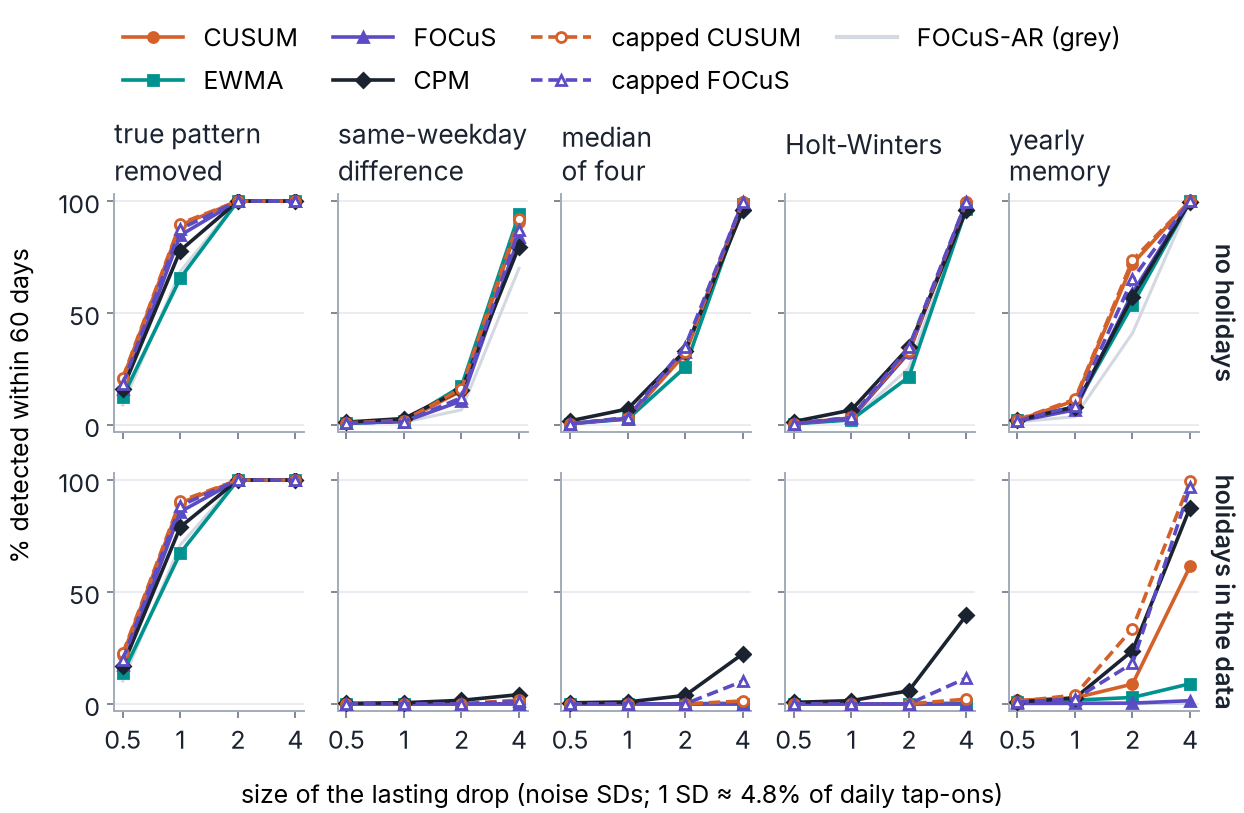 CUSUM
FOCuS
capped CUSUM
FOCuS-AR (grey)
EWMA
CPM
capped FOCuS
true pattern
removed
same-weekday
difference
median
of four
Holt-Winters
yearly
memory
% detected within 60 days
100
50
0
no holidays
100
50
0
holidays in the data
0.5 1 2 4
0.5 1 2 4
0.5 1 2 4
0.5 1 2 4
0.5 1 2 4
size of the lasting drop (noise SDs; 1 SD ≈ 4.8% of daily tap-ons)